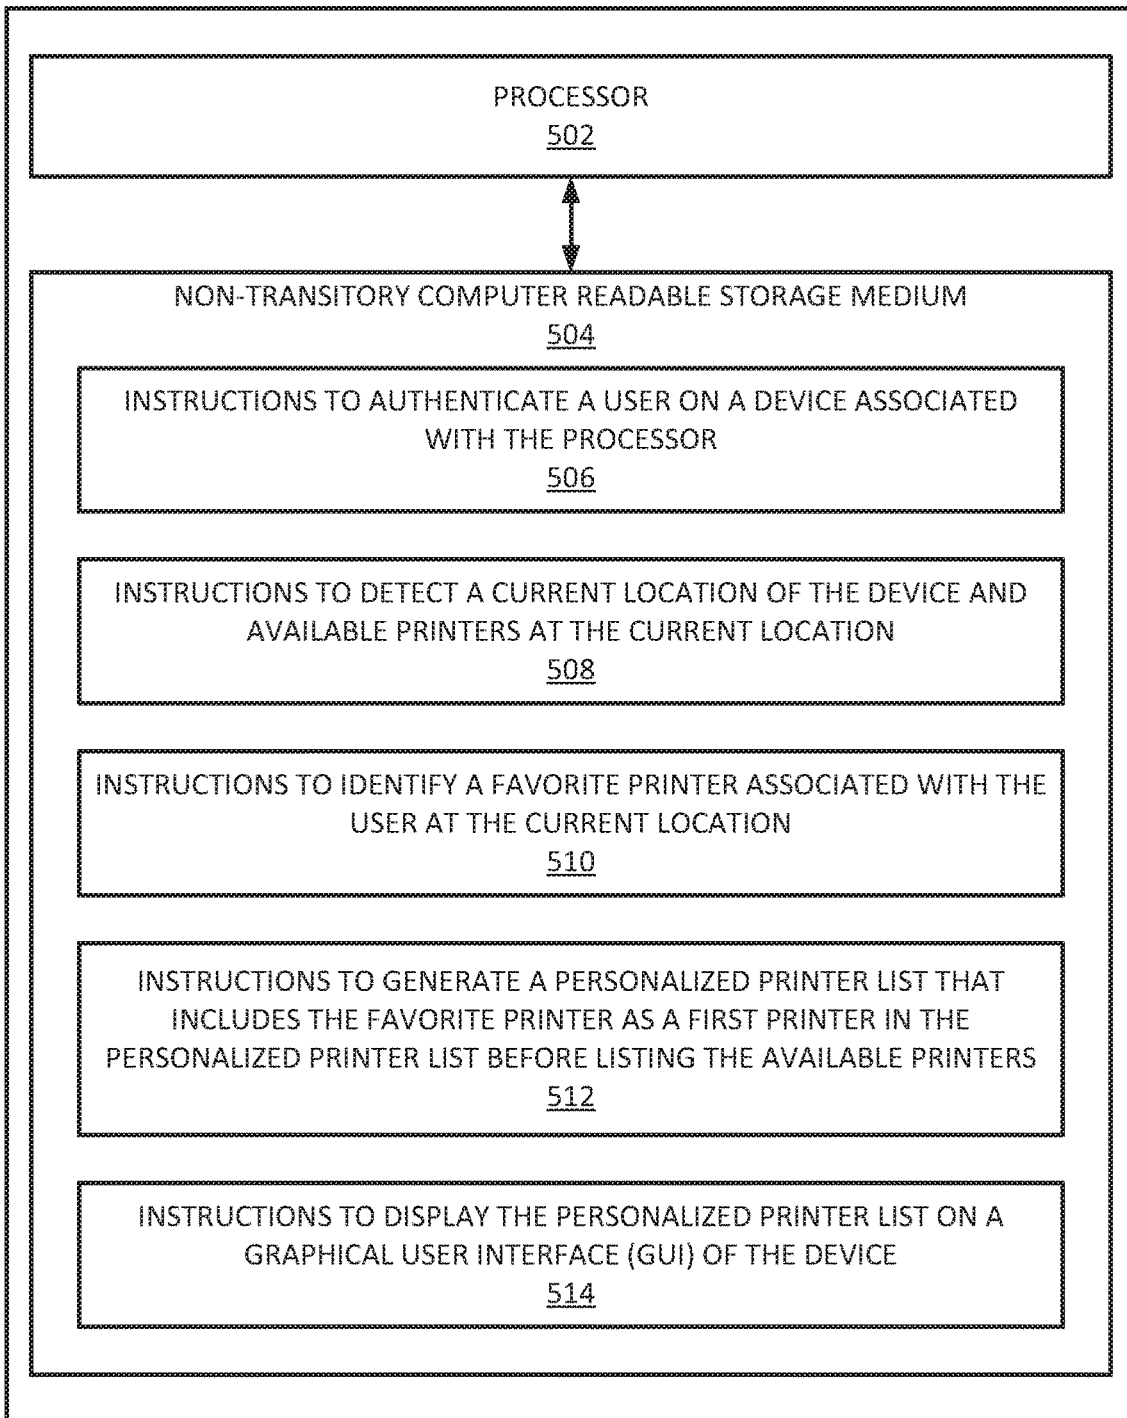 PROCESSOR
502
NON-TRANSITORY COMPUTER READABLE STORAGE MEDIUM
504
INSTRUCTIONS TO AUTHENTICATE A USER ON A DEVICE ASSOCIATED
WITH THE PROCESSOR
506
INSTRUCTIONS TO DETECT A CURRENT LOCATION OF THE DEVICE AND
AVAILABLE PRINTERS AT THE CURRENT LOCATION
508
INSTRUCTIONS TO IDENTIFY A FAVORITE PRINTER ASSOCIATED WITH THE
USER AT THE CURRENT LOCATION
510
INSTRUCTIONS TO GENERATE A PERSONALIZED PRINTER LIST THAT
INCLUDES THE FAVORITE PRINTER AS A FIRST PRINTER IN THE
PERSONALIZED PRINTER LIST BEFORE LISTING THE AVAILABLE PRINTERS
512
INSTRUCTIONS TO DISPLAY THE PERSONALIZED PRINTER LIST ON A
GRAPHICAL USER INTERFACE (GUI) OF THE DEVICE
514